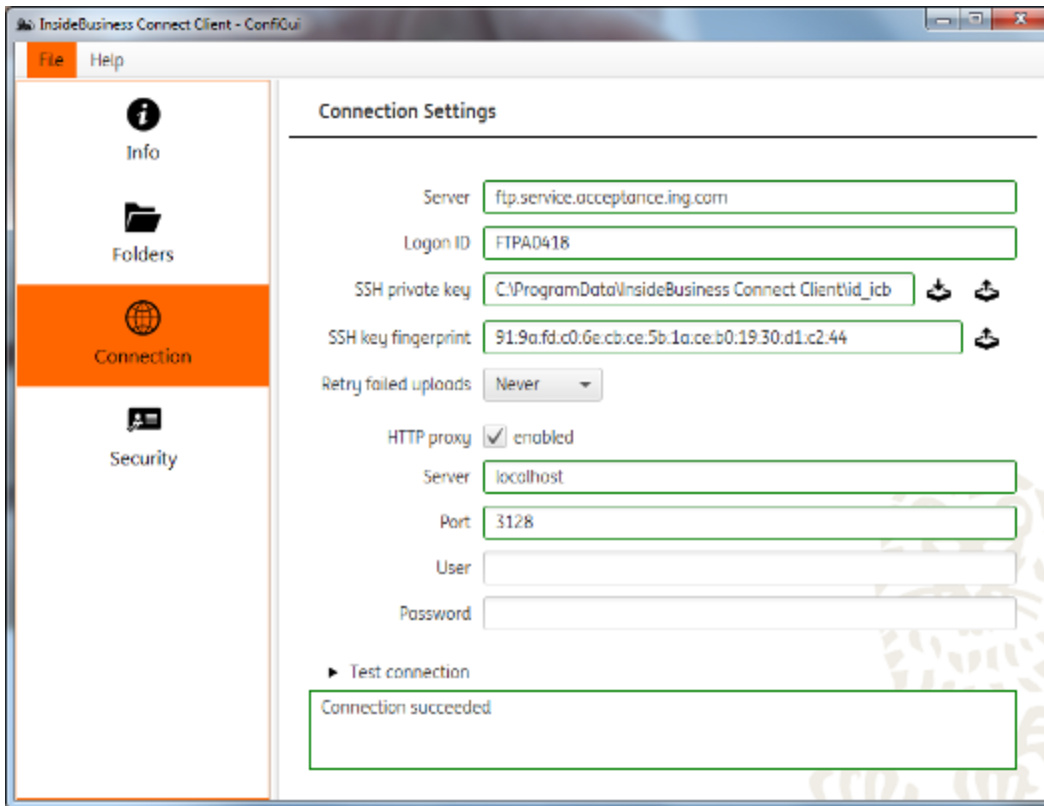 InsideBusiness Connect Client - ConfiGui
File Help
Info
Folders
Connection
Security
Connection Settings
Server ftp.service.acceptance.ing.com
Logon ID FTPA0418
SSH private key C:\ProgramData\InsideBusiness Connect Client\id_icb
SSH key fingerprint 91:9a:fd:c0:6e:cb:ce:5b:1a:ce:b0:19:30:d1:c2:44
Retry failed uploads Never
HTTP proxy enabled
Server localhost
Port 3128
User
Password
Test connection
Connection succeeded